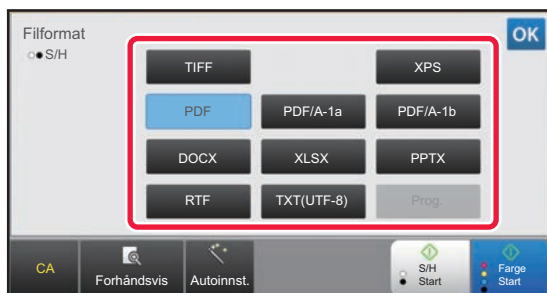 Filformat
OK
S/H
TIFF
XPS
PDF
PDF/A-1a
PDF/A-1b
DOCX
XLSX
PPTX
RTF
TXT(UTF-8)
Prog.
CA
Forhåndsvis
Autoinnst.
S/H
Start
Farge
Start